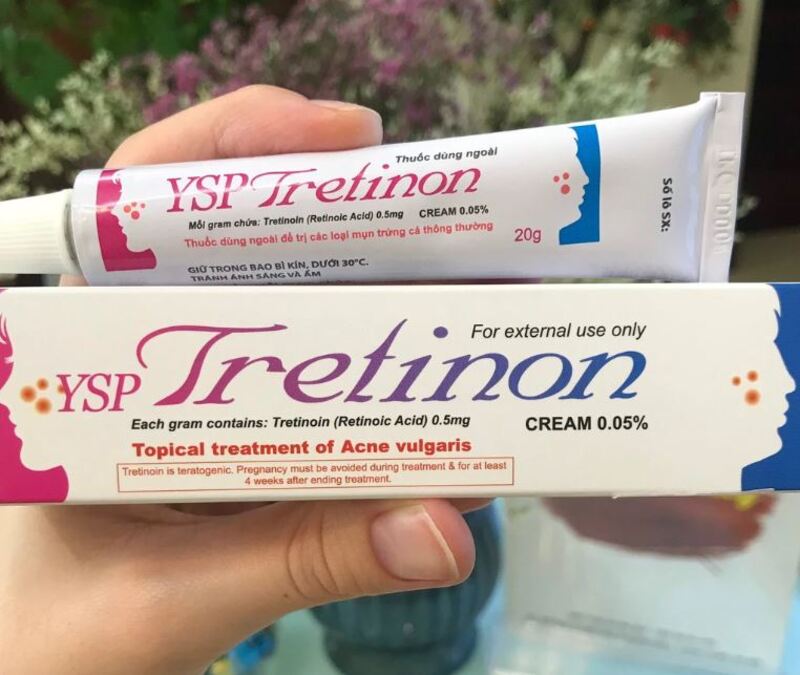 Thuốc dùng ngoài
YSP Tretinon
Mỗi gram chứa: Tretinoin (Retinoic Acid) 0.5mg CREAM 0.05%
Thuốc dùng ngoài để trị các loại mụn trứng cá thông thường
20g
GIỮ TRONG BAO BÌ KÍN, DƯỚI 30°C.
TRÁNH ÁNH SÁNG VÀ ẨM
Số lô SX:
For external use only
YSP Tretinon
Each gram contains: Tretinoin (Retinoic Acid) 0.5mg CREAM 0.05%
Topical treatment of Acne vulgaris
Tretinoin is teratogenic. Pregnancy must be avoided during treatment & for at least
4 weeks after ending treatment.